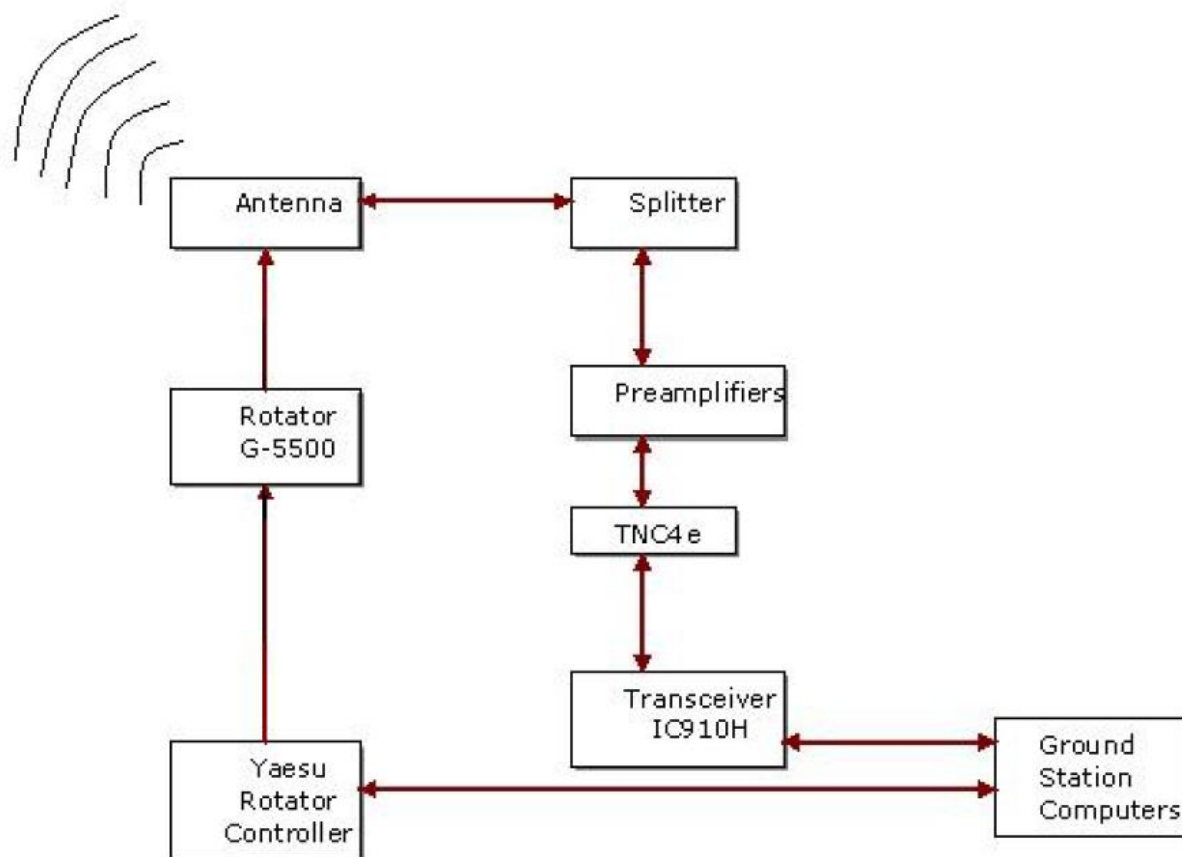 Antenna
Splitter
Rotator
G-5500
Preamplifiers
TNC4e
Transceiver
IC910H
Yaesu
Rotator
Controller
Ground
Station
Computers